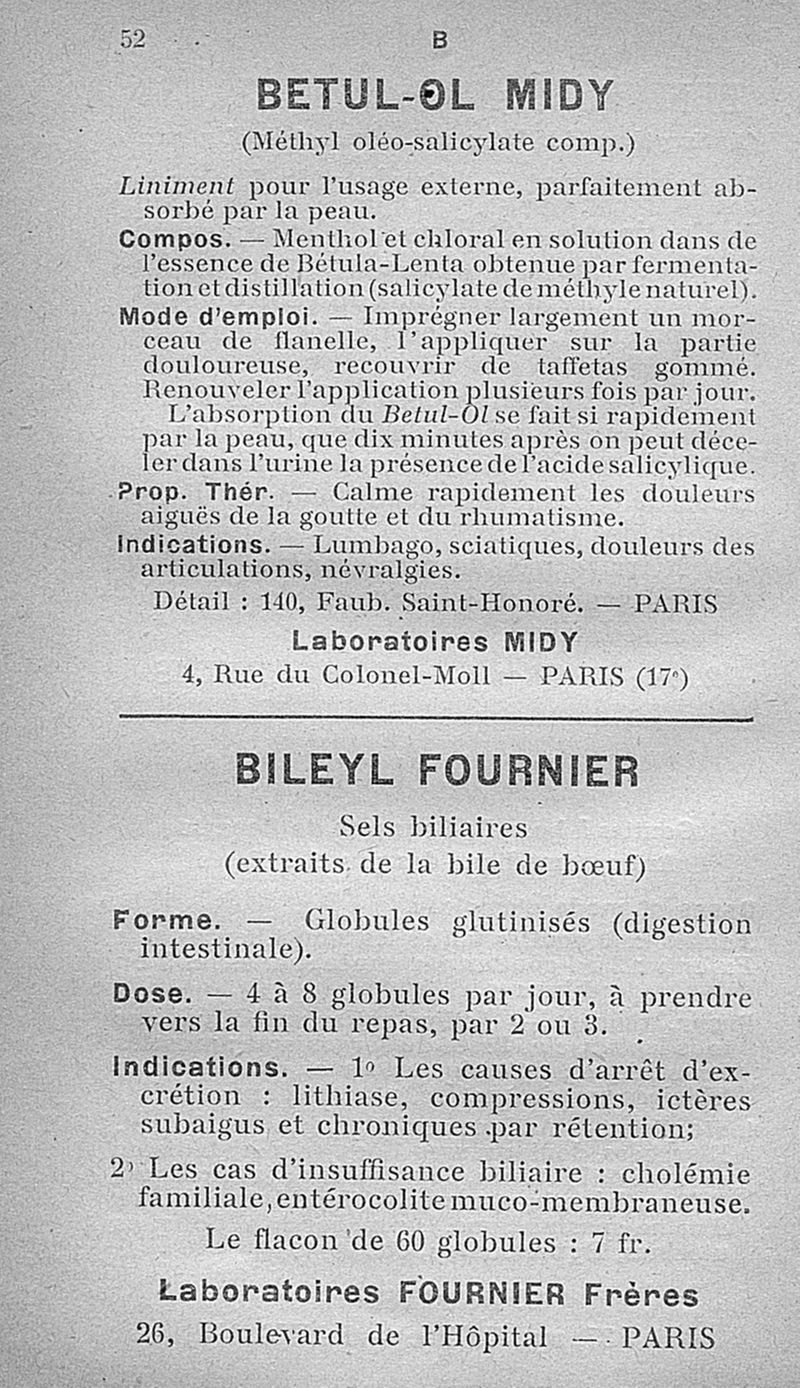 52
B
BETUL-OL MIDY
(Méthyl oléo-salicylate comp.)
Liniment pour l'usage externe, parfaitement ab-
sorbé par la peau.
Compos. — Menthol et chloral en solution dans de
l'essence de Bétula-Lenta obtenue par fermenta-
tion et distillation (salicylate de méthyle naturel).
Mode d'emploi. — Imprégner largement un mor-
ceau de flanelle, l'appliquer sur la partie
douloureuse, recouvrir de taffetas gommé.
Renouveler l'application plusieurs fois par jour.
L'absorption du Betul-Ol se fait si rapidement
par la peau, que dix minutes après on peut déce-
ler dans l'urine la présence de l'acide salicylique.
Prop. Thér. — Calme rapidement les douleurs
aiguës de la goutte et du rhumatisme.
Indications. — Lumbago, sciatiques, douleurs des
articulations, névralgies.
Détail : 140, Faub. Saint-Honoré. — PARIS
Laboratoires MIDY
4, Rue du Colonel-Moll — PARIS (17e)
BILEYL FOURNIER
Sels biliaires
(extraits de la bile de bœuf)
Forme. — Globules glutinisés (digestion
intestinale).
Dose. — 4 à 8 globules par jour, à prendre
vers la fin du repas, par 2 ou 3.
Indications. — 1o Les causes d'arrêt d'ex-
crétion : lithiase, compressions, ictères
subaigus et chroniques par rétention;
2o Les cas d'insuffisance biliaire : cholémie
familiale, entérocolite muco-membraneuse.
Le flacon de 60 globules : 7 fr.
Laboratoires FOURNIER Frères
26, Boulevard de l'Hôpital — PARIS